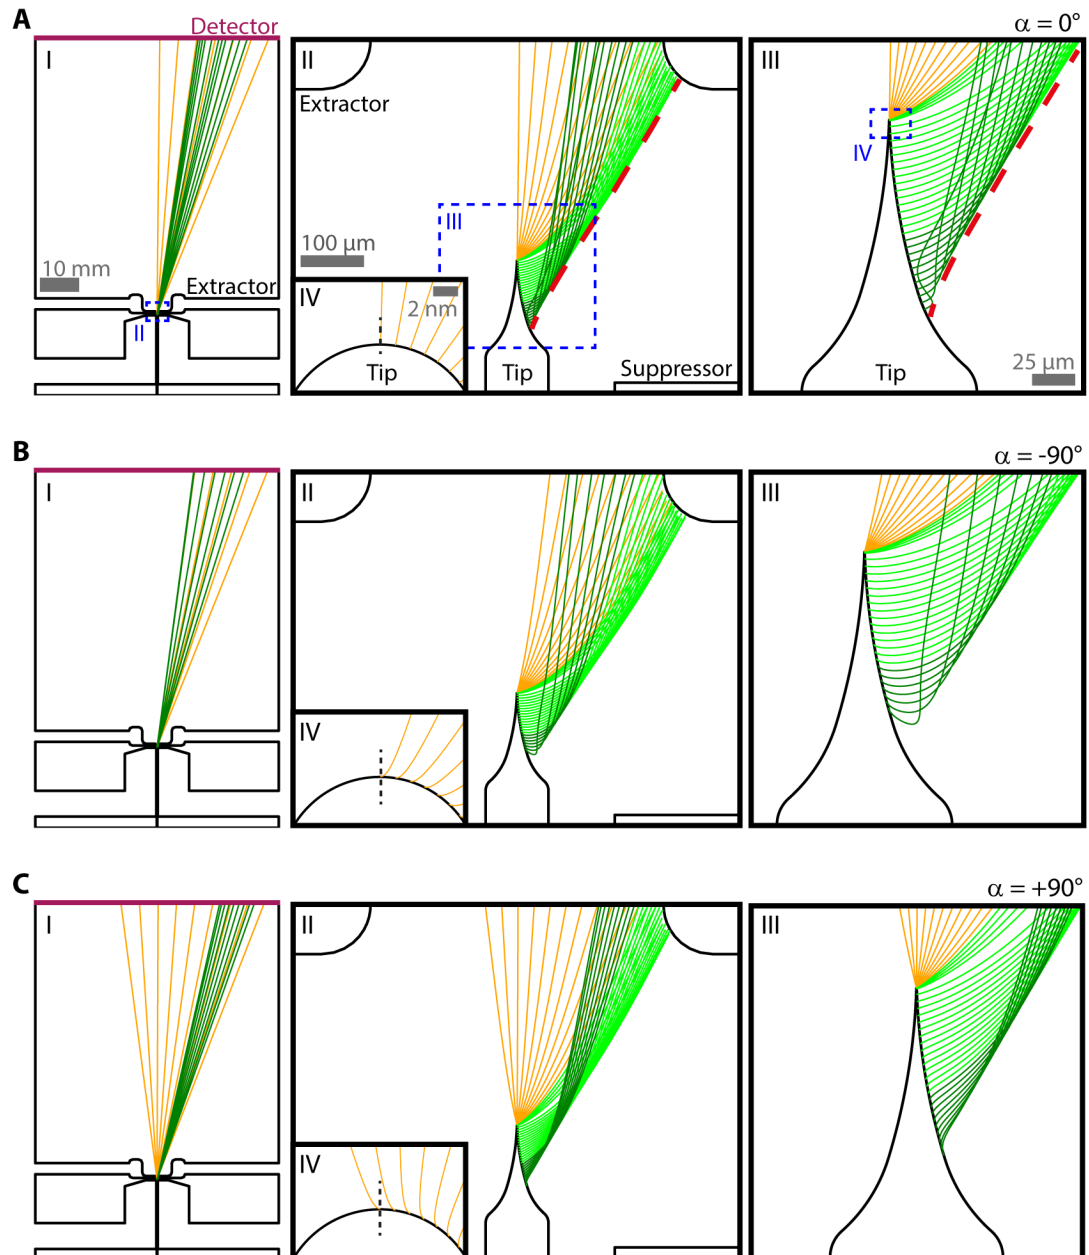 A
Detector
α = 0°
I
II
III
Extractor
IV
III
100 µm
10 mm
Extractor
IV
2 nm
II
Tip
Tip
Suppressor
Tip
25 µm
B
α = -90°
I
II
III
IV
C
α = +90°
I
II
III
IV